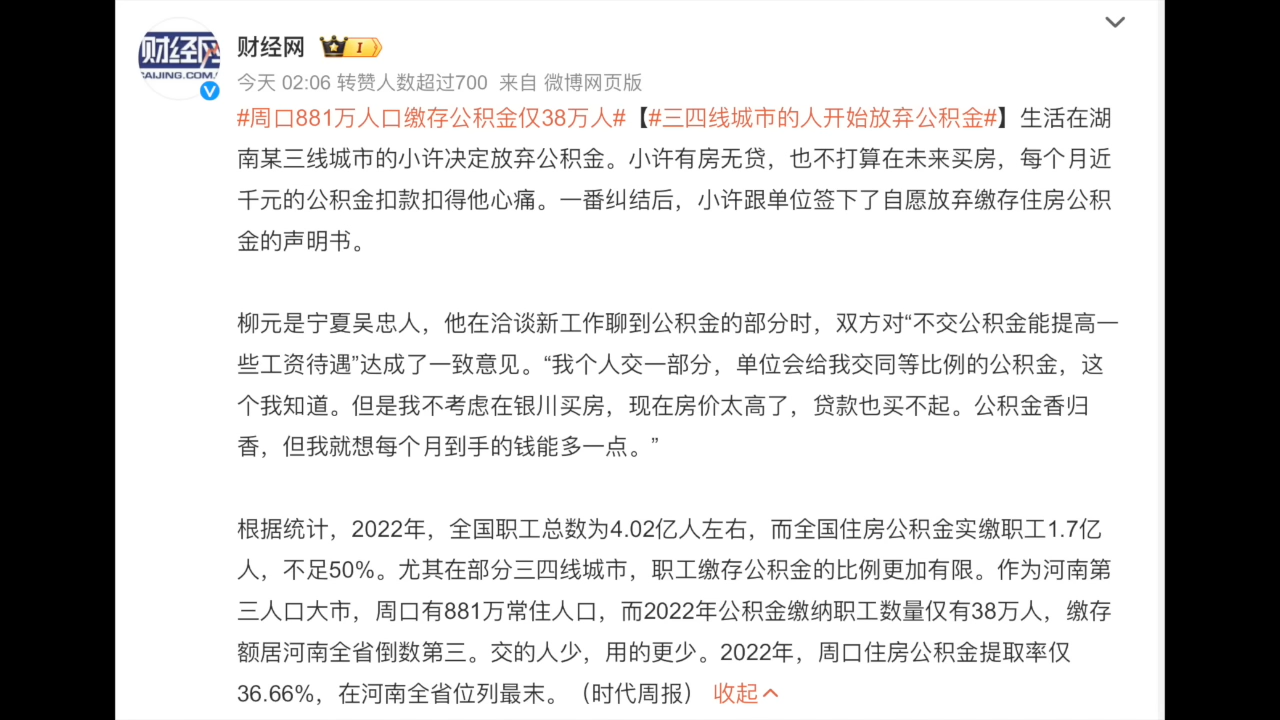 财经网
CAIJING.COM
财经网 I
今天 02:06 转赞人数超过700 来自 微博网页版
#周口881万人口缴存公积金仅38万人#【#三四线城市的人开始放弃公积金#】生活在湖
南某三线城市的小许决定放弃公积金。小许有房无贷，也不打算在未来买房，每个月近
千元的公积金扣款扣得他心痛。一番纠结后，小许跟单位签下了自愿放弃缴存住房公积
金的声明书。
柳元是宁夏吴忠人，他在洽谈新工作聊到公积金的部分时，双方对“不交公积金能提高一
些工资待遇”达成了一致意见。“我个人交一部分，单位会给我交同等比例的公积金，这
个我知道。但是我不考虑在银川买房，现在房价太高了，贷款也买不起。公积金香归
香，但我就想每个月到手的钱能多一点。”
根据统计，2022年，全国职工总数为4.02亿人左右，而全国住房公积金实缴职工1.7亿
人，不足50%。尤其在部分三四线城市，职工缴存公积金的比例更加有限。作为河南第
三人口大市，周口有881万常住人口，而2022年公积金缴纳职工数量仅有38万人，缴存
额居河南全省倒数第三。交的人少，用的更少。2022年，周口住房公积金提取率仅
36.66%，在河南全省位列最末。（时代周报） 收起